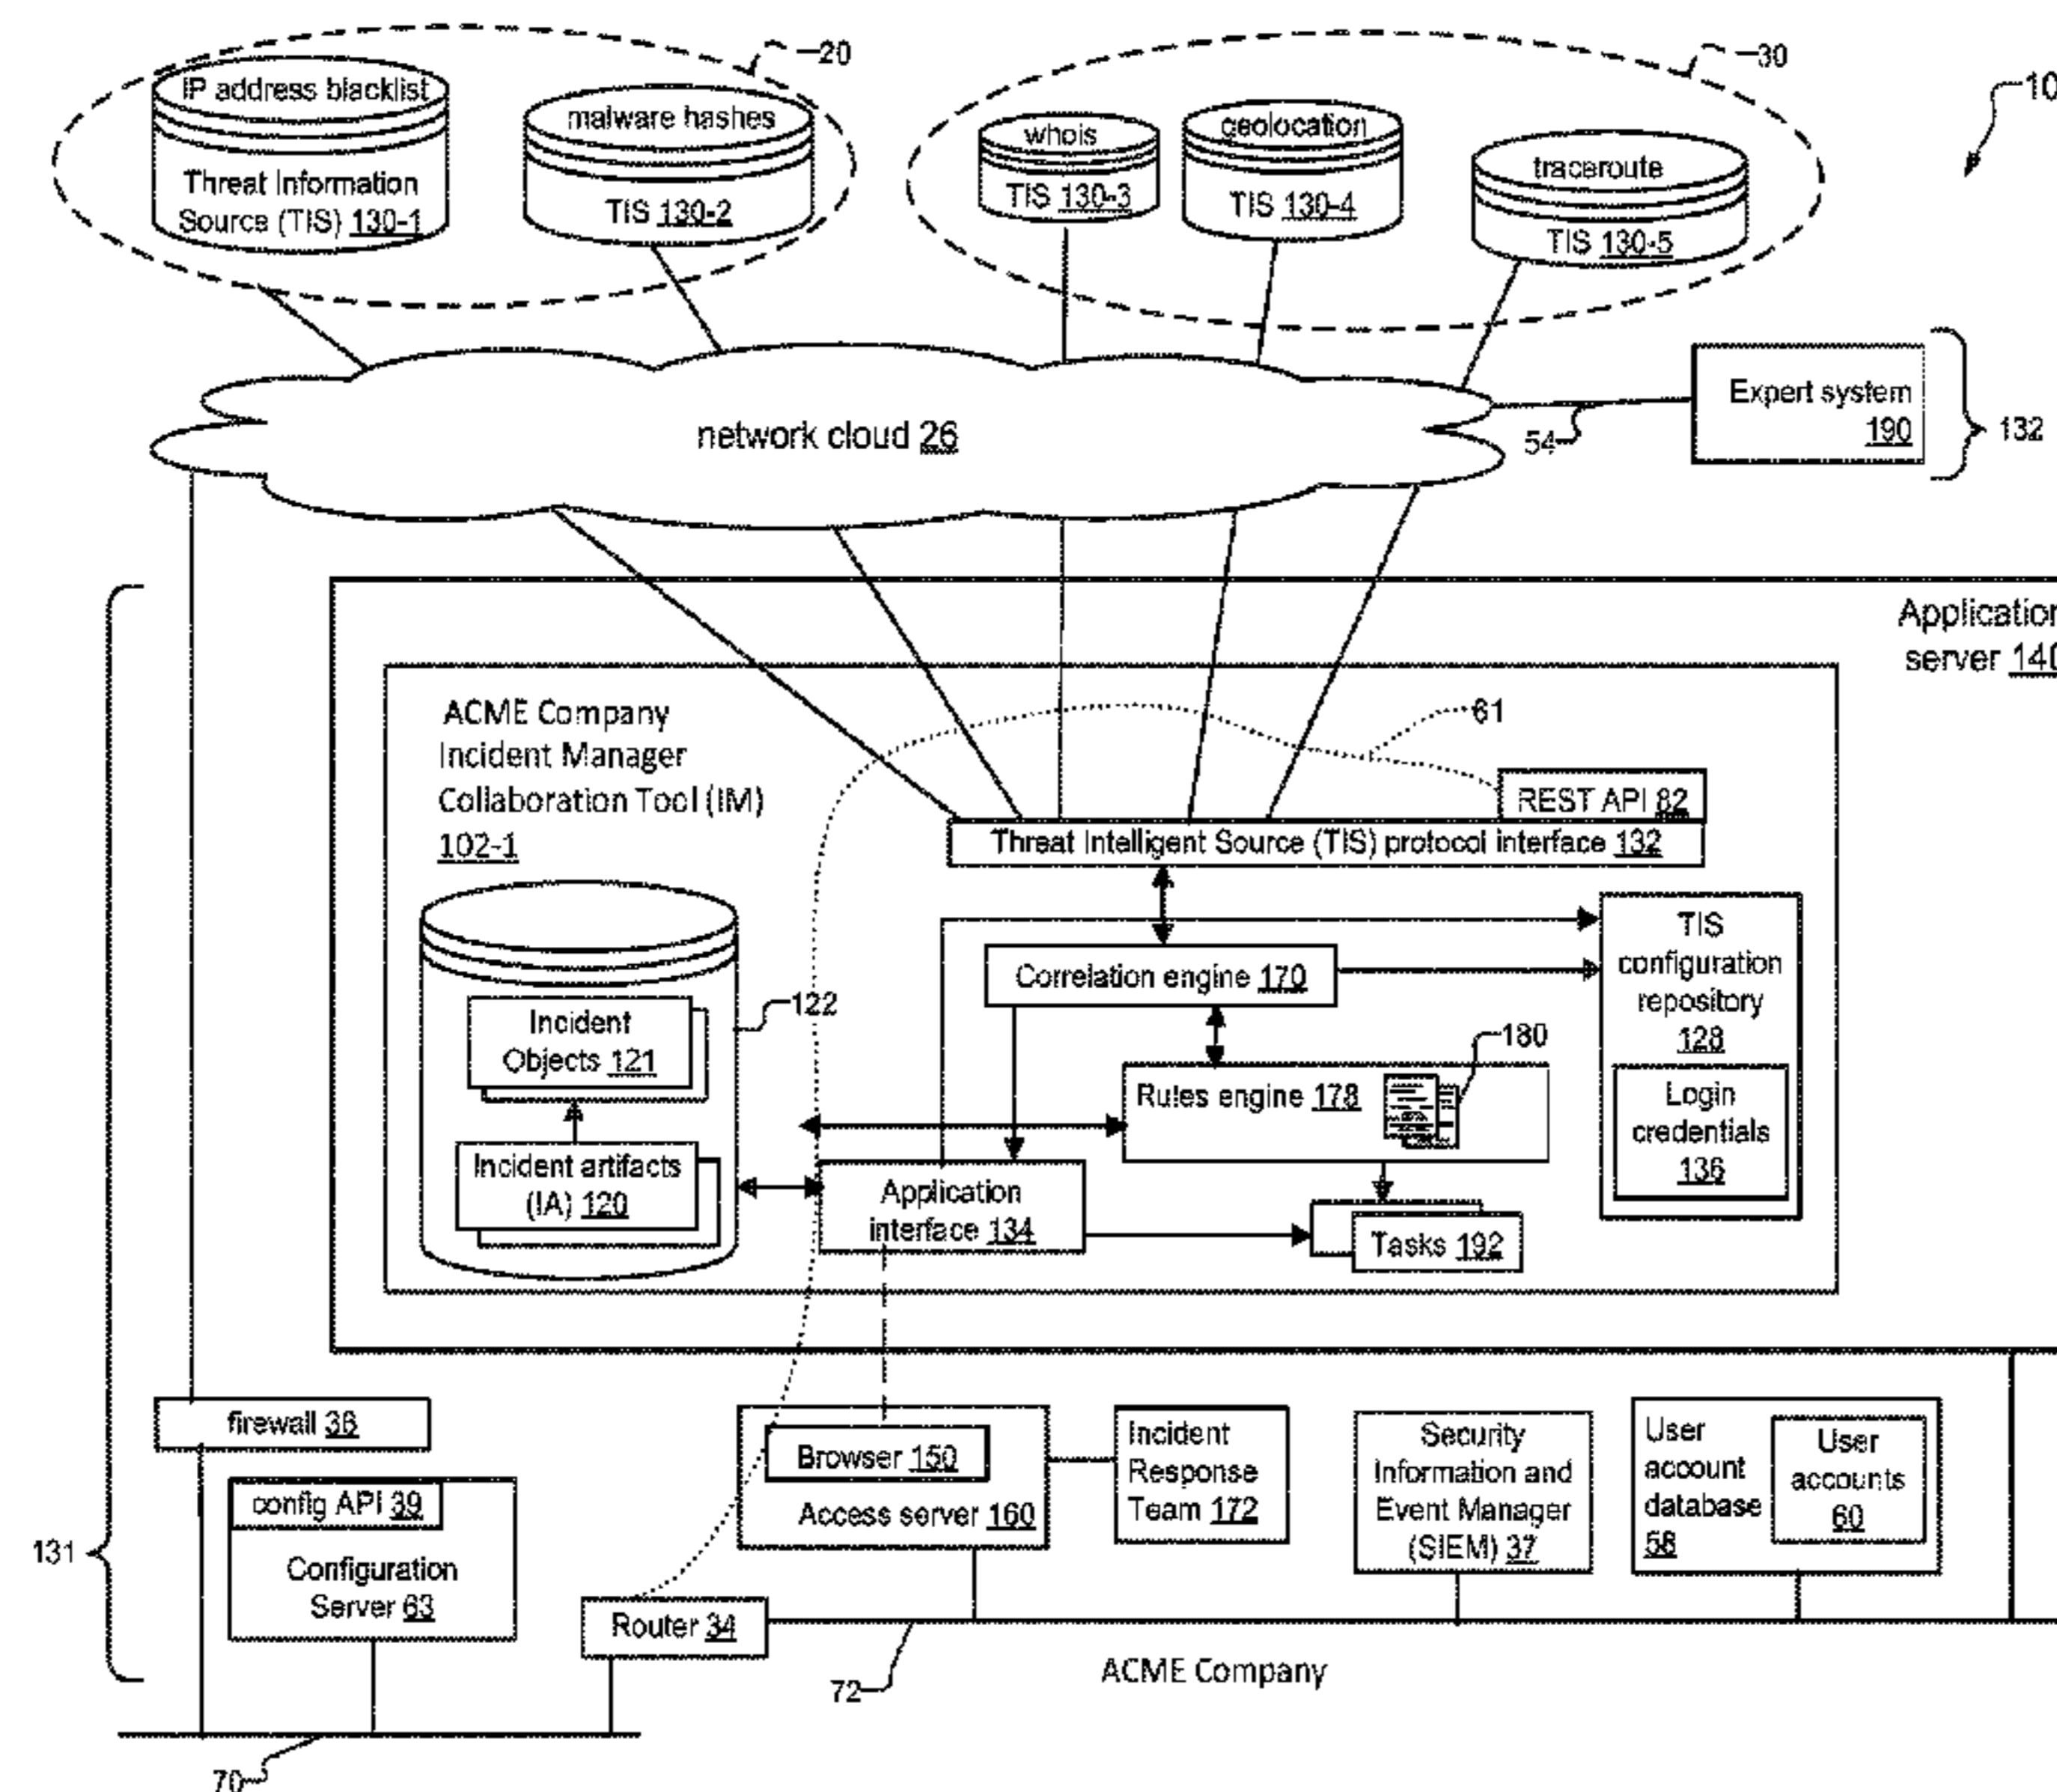 20
30
10
IP address blacklist
Threat Information
Source (TIS) 130-1
malware hashes
TIS 130-2
whois
TIS 130-3
geolocation
TIS 130-4
traceroute
TIS 130-5
network cloud 26
54
Expert system
190
132
Application
server 140
ACME Company
Incident Manager
Collaboration Tool (IM)
102-1
61
REST API 82
Threat Intelligent Source (TIS) protocol interface 132
TIS
configuration
repository
128
Login
credentials
136
Correlation engine 170
122
Incident
Objects 121
180
Rules engine 178
Incident artifacts
(IA) 120
Application
interface 134
Tasks 192
firewall 36
config API 39
Configuration
Server 63
131
Browser 150
Access server 160
Incident
Response
Team 172
Security
Information and
Event Manager
(SIEM) 37
User
account
database
58
User
accounts
60
Router 34
72
ACME Company
70